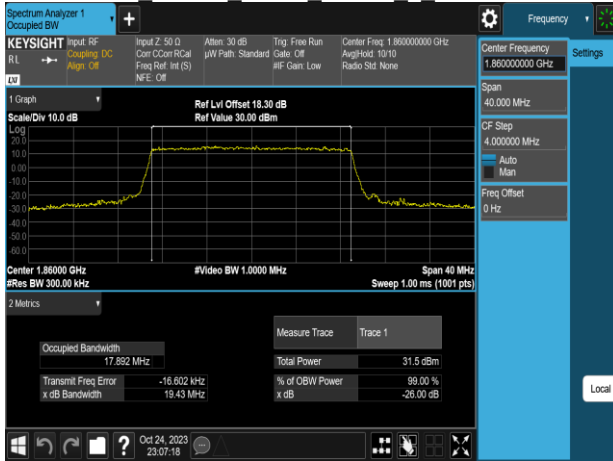 Spectrum Analyzer 1
Occupied BW
+
Frequency
KEYSIGHT
RL
LXI
Input: RF
Coupling: DC
Align: Off
Input Z: 50 Ω
Corr CCorr RCal
Freq Ref: Int (S)
NFE: Off
Atten: 30 dB
µW Path: Standard
Trig: Free Run
Gate: Off
#IF Gain: Low
Center Freq: 1.860000000 GHz
Avg|Hold: 10/10
Radio Std: None
Center Frequency
1.860000000 GHz
Settings
Span
40.000 MHz
CF Step
4.000000 MHz
Auto
Man
Freq Offset
0 Hz
Local
1 Graph
Scale/Div 10.0 dB
Ref Lvl Offset 18.30 dB
Ref Value 30.00 dBm
Log
20.0
10.0
0.00
-10.0
-20.0
-30.0
-40.0
-50.0
-60.0
Center 1.86000 GHz
#Res BW 300.00 kHz
#Video BW 1.0000 MHz
Span 40 MHz
Sweep 1.00 ms (1001 pts)
2 Metrics
Measure Trace Trace 1
Occupied Bandwidth
17.892 MHz
Total Power 31.5 dBm
Transmit Freq Error -16.602 kHz
% of OBW Power 99.00 %
x dB Bandwidth 19.43 MHz
x dB -26.00 dB
?
Oct 24, 2023
23:07:18